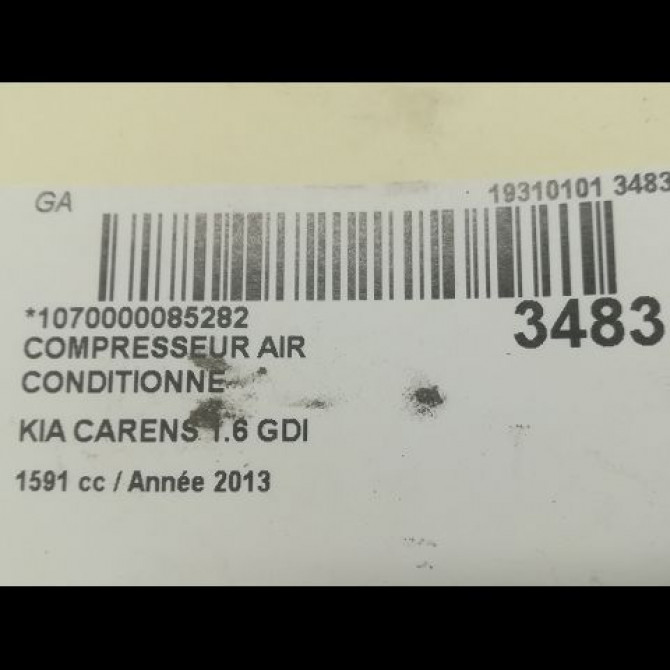 GA
19310101 3483
*1070000085282
3483
COMPRESSEUR AIR
CONDITIONNE
KIA CARENS 1.6 GDI
1591 cc / Année 2013